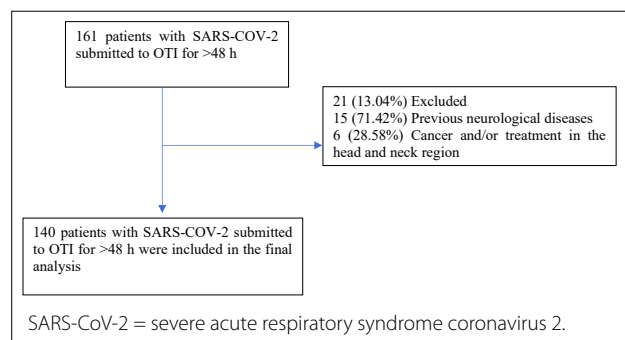 161 patients with SARS-COV-2
submitted to OTI for >48 h
21 (13.04%) Excluded
15 (71.42%) Previous neurological diseases
6 (28.58%) Cancer and/or treatment in the
head and neck region
140 patients with SARS-COV-2 submitted
to OTI for >48 h were included in the final
analysis
SARS-CoV-2 = severe acute respiratory syndrome coronavirus 2.